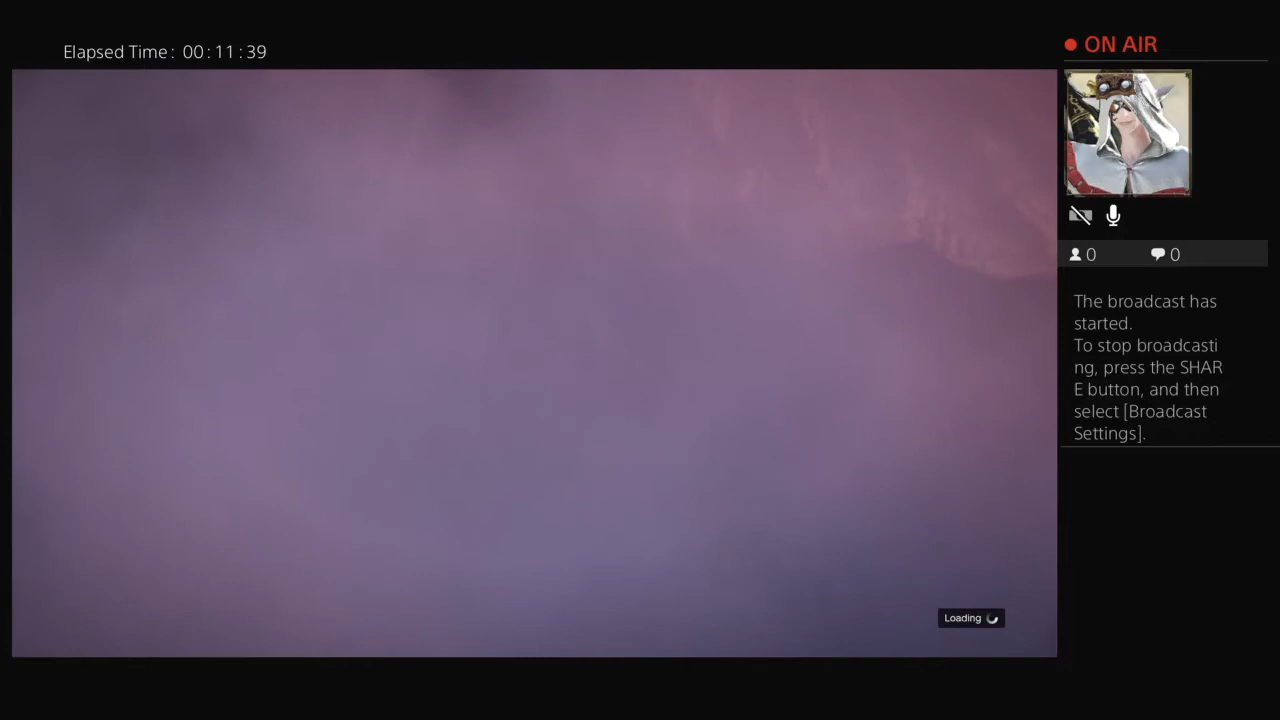 Elapsed Time: 00:11:39
ON AIR
0 0
The broadcast has
started.
To stop broadcasti
ng, press the SHAR
E button, and then
select [Broadcast
Settings].
Loading